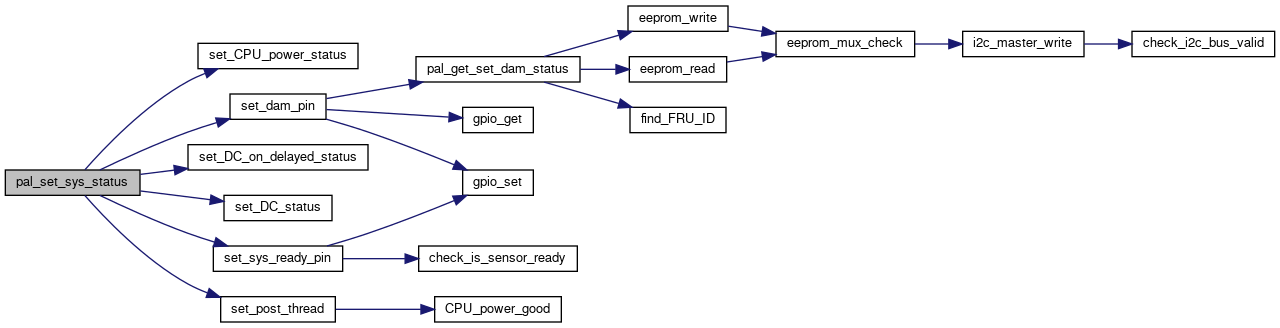 pal_set_sys_status
set_CPU_power_status
set_dam_pin
set_DC_on_delayed_status
set_DC_status
set_sys_ready_pin
set_post_thread
pal_get_set_dam_status
gpio_get
gpio_set
check_is_sensor_ready
CPU_power_good
eeprom_write
eeprom_read
find_FRU_ID
eeprom_mux_check
i2c_master_write
check_i2c_bus_valid